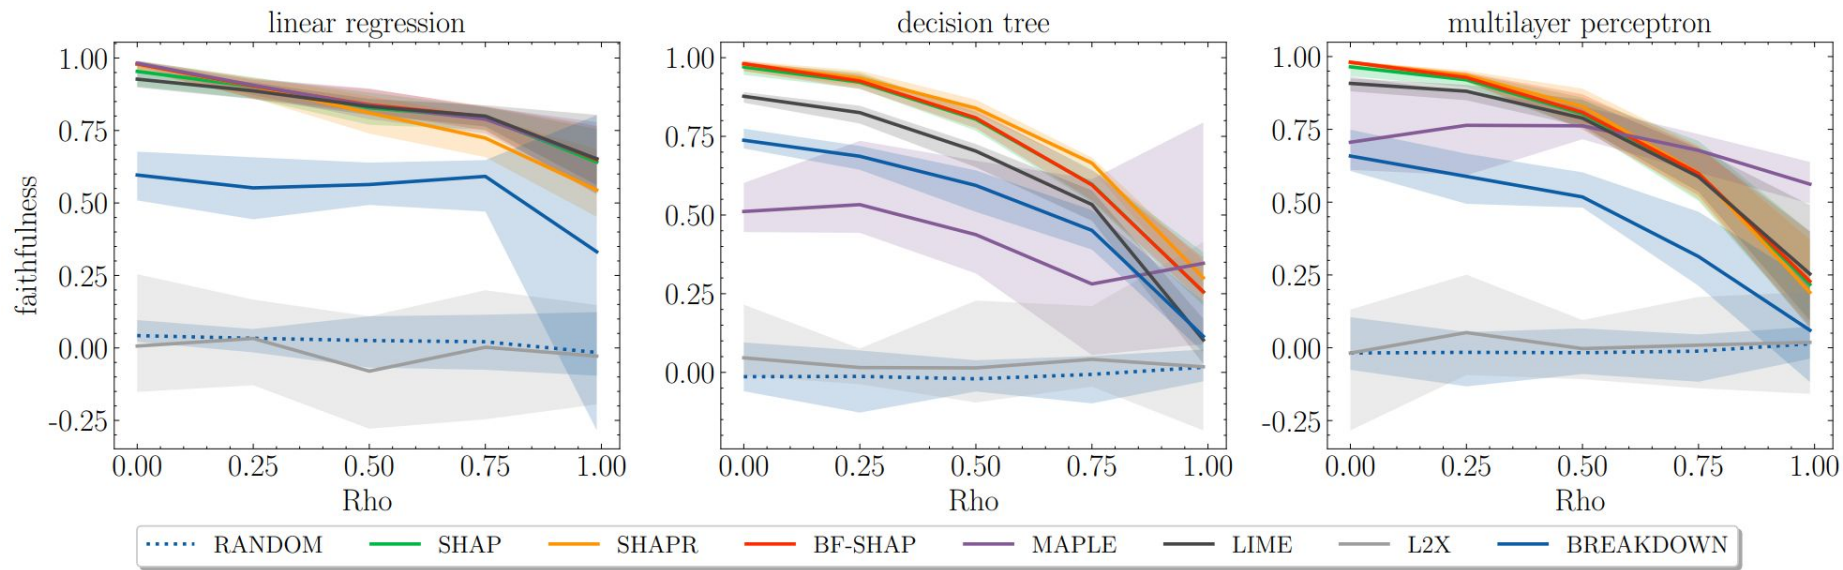 linear regression
decision tree
multilayer perceptron
faithfulness
1.00
0.75
0.50
0.25
0.00
-0.25
0.00 0.25 0.50 0.75 1.00
Rho
1.00
0.75
0.50
0.25
0.00
0.00 0.25 0.50 0.75 1.00
Rho
1.00
0.75
0.50
0.25
0.00
-0.25
0.00 0.25 0.50 0.75 1.00
Rho
RANDOM SHAP SHAPR BF-SHAP MAPLE LIME L2X BREAKDOWN